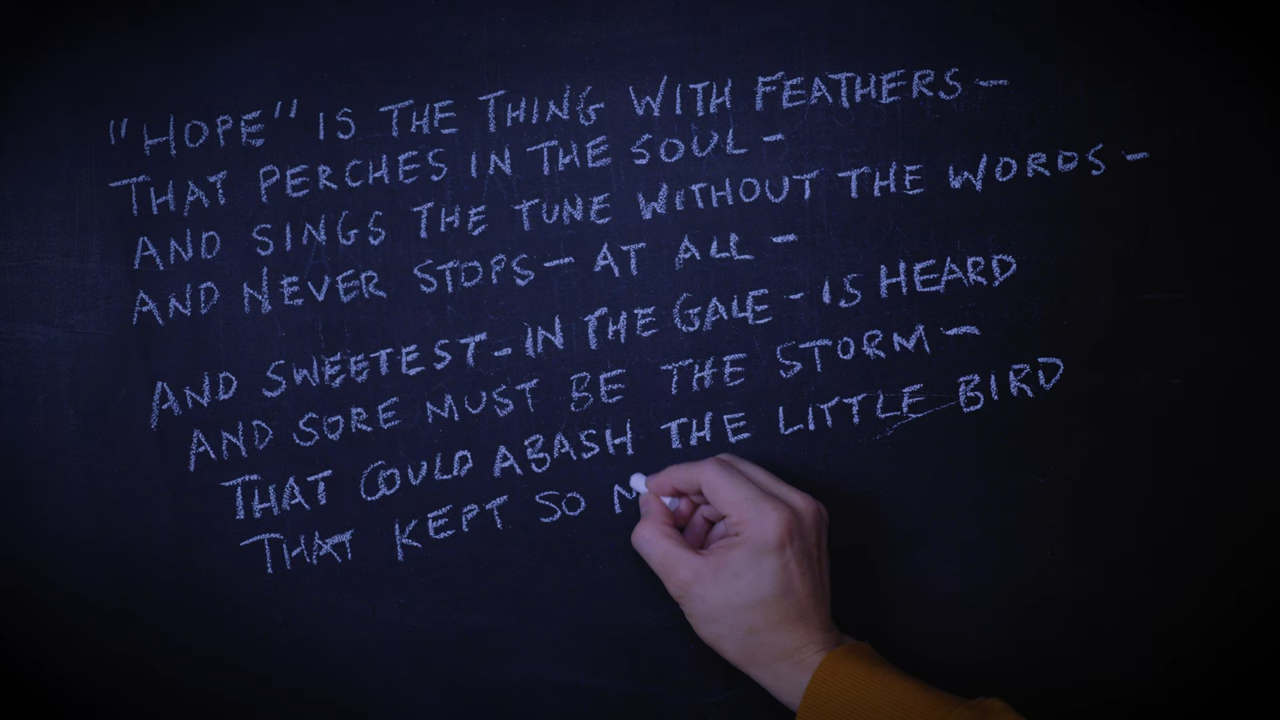 "HOPE" IS THE THING WITH FEATHERS –
THAT PERCHES IN THE SOUL –
AND SINGS THE TUNE WITHOUT THE WORDS –
AND NEVER STOPS – AT ALL –
AND SWEETEST – IN THE GALE – IS HEARD
AND SORE MUST BE THE STORM –
THAT COULD ABASH THE LITTLE BIRD
THAT KEPT SO